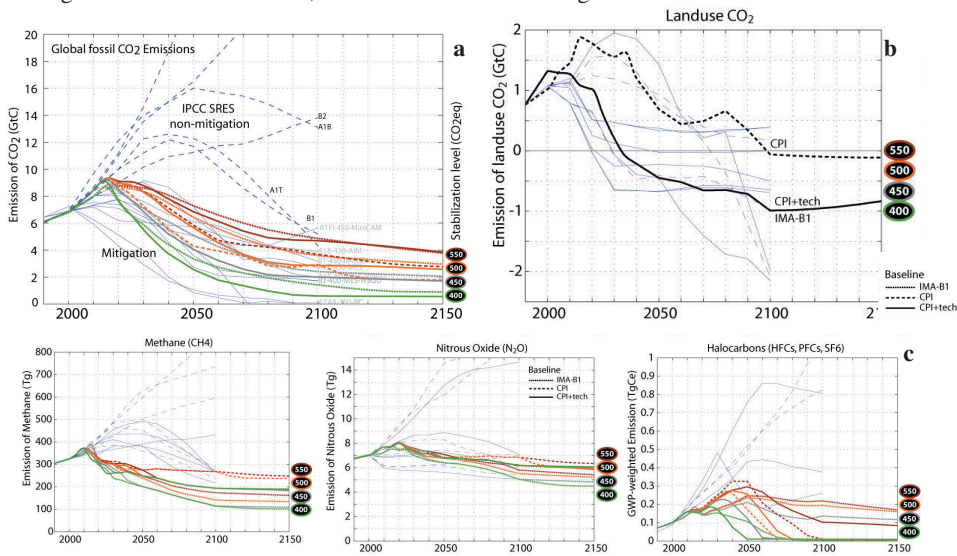 Global fossil CO2 Emissions
a
Emission of CO2 (GtC)
20
18
16
14
12
10
8
6
4
2
0
IPCC SRES
non-mitigation
B2
A1B
A1T
B1
A1FI-450-MiniCAM
A1B-450-AIM
Mitigation
2000
2050
2100
2150
Stabilization level (CO2eq)
550
500
450
400
Landuse CO2
b
Emission of landuse CO2 (GtC)
2
1
0
-1
-2
CPI
CPI+tech
IMA-B1
2000
2050
2100
550
500
450
400
Baseline
IMA-B1
CPI
CPI+tech
Methane (CH4)
Emission of Methane (Tg)
800
700
600
500
400
300
200
100
0
2000
2050
2100
2150
550
500
450
400
Nitrous Oxide (N2O)
Emission of Nitrous Oxide (Tg)
14
12
10
8
6
4
2
0
Baseline
IMA-B1
CPI
CPI+tech
2000
2050
2100
2150
550
500
450
400
Halocarbons (HFCs, PFCs, SF6)
c
GWP-weighted Emission (TgCe)
1
0.9
0.8
0.7
0.6
0.5
0.4
0.3
0.2
0.1
0
2000
2050
2100
2150
550
500
450
400